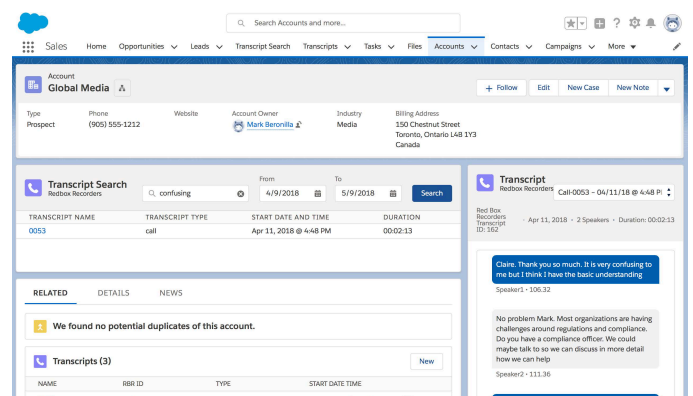 Search Accounts and more...
Sales
Home
Opportunities
Leads
Transcript Search
Transcripts
Tasks
Files
Accounts
Contacts
Campaigns
More
Account
Global Media
+ Follow
Edit
New Case
New Note
Type
Phone
Website
Account Owner
Industry
Billing Address
Prospect
(905) 555-1212
Mark Beronilla
Media
150 Chestnut Street
Toronto, Ontario L4B 1Y3
Canada
Transcript Search
Redbox Recorders
confusing
From
4/9/2018
To
5/9/2018
Search
TRANSCRIPT NAME
TRANSCRIPT TYPE
START DATE AND TIME
DURATION
0053
call
Apr 11, 2018 @ 4:48 PM
00:02:13
RELATED
DETAILS
NEWS
We found no potential duplicates of this account.
Transcripts (3)
New
NAME
RBR ID
TYPE
START DATE TIME
Transcript
Redbox Recorders
Call-0053 – 04/11/18 @ 4:48 P
Red Box
Recorders
Transcript
ID: 162
· Apr 11, 2018 · 2 Speakers · Duration: 00:02:13
Claire. Thank you so much. It is very confusing to
me but I think I have the basic understanding
Speaker1 • 106.32
No problem Mark. Most organizations are having
challenges around regulations and compliance.
Do you have a compliance officer. We could
maybe talk to so we can discuss in more detail
how we can help
Speaker2 • 111.36